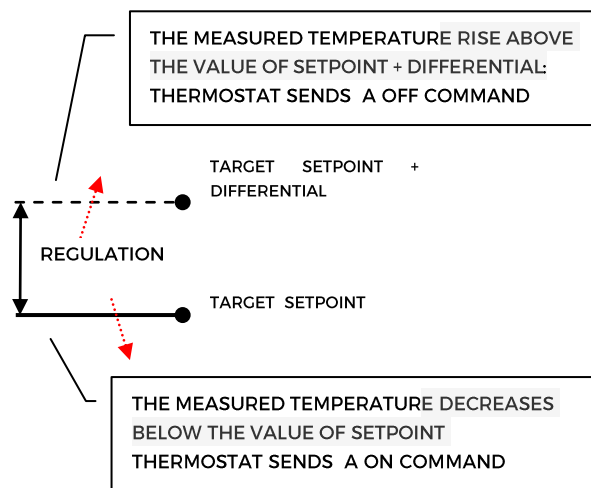 THE MEASURED TEMPERATURE RISE ABOVE
THE VALUE OF SETPOINT + DIFFERENTIAL:
THERMOSTAT SENDS A OFF COMMAND
TARGET SETPOINT +
DIFFERENTIAL
REGULATION
TARGET SETPOINT
THE MEASURED TEMPERATURE DECREASES
BELOW THE VALUE OF SETPOINT
THERMOSTAT SENDS A ON COMMAND